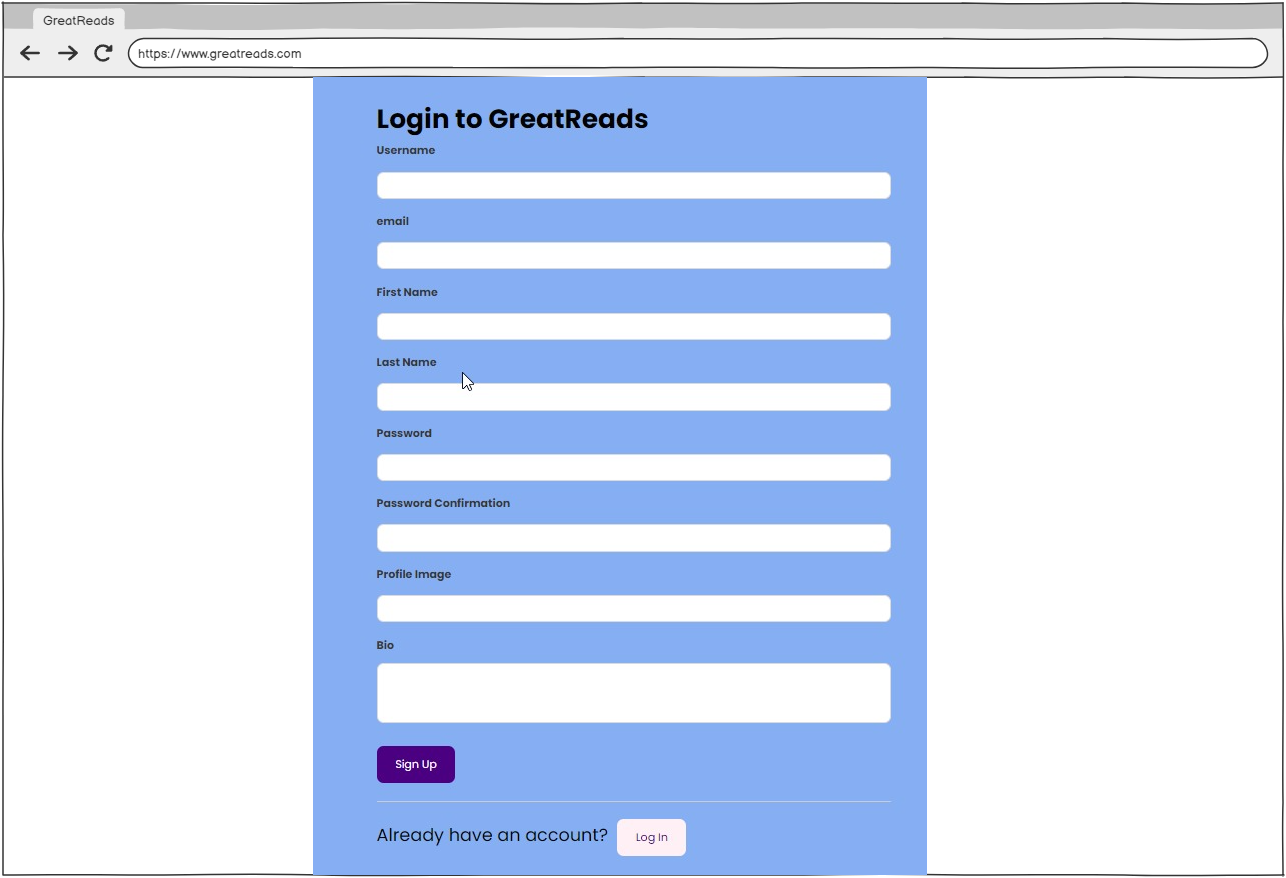 GreatReads
https://www.greatreads.com
Login to GreatReads
Username
email
First Name
Last Name
Password
Password Confirmation
Profile Image
Bio
Sign Up
Already have an account? Log In